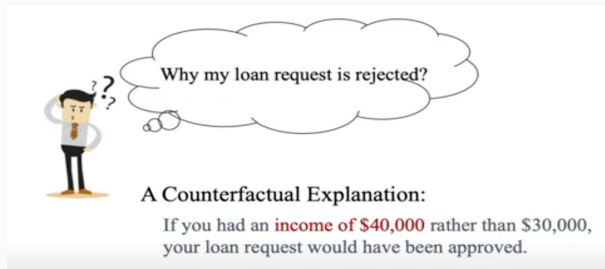 ? ? ?
Why my loan request is rejected?
A Counterfactual Explanation:
If you had an income of $40,000 rather than $30,000,
your loan request would have been approved.